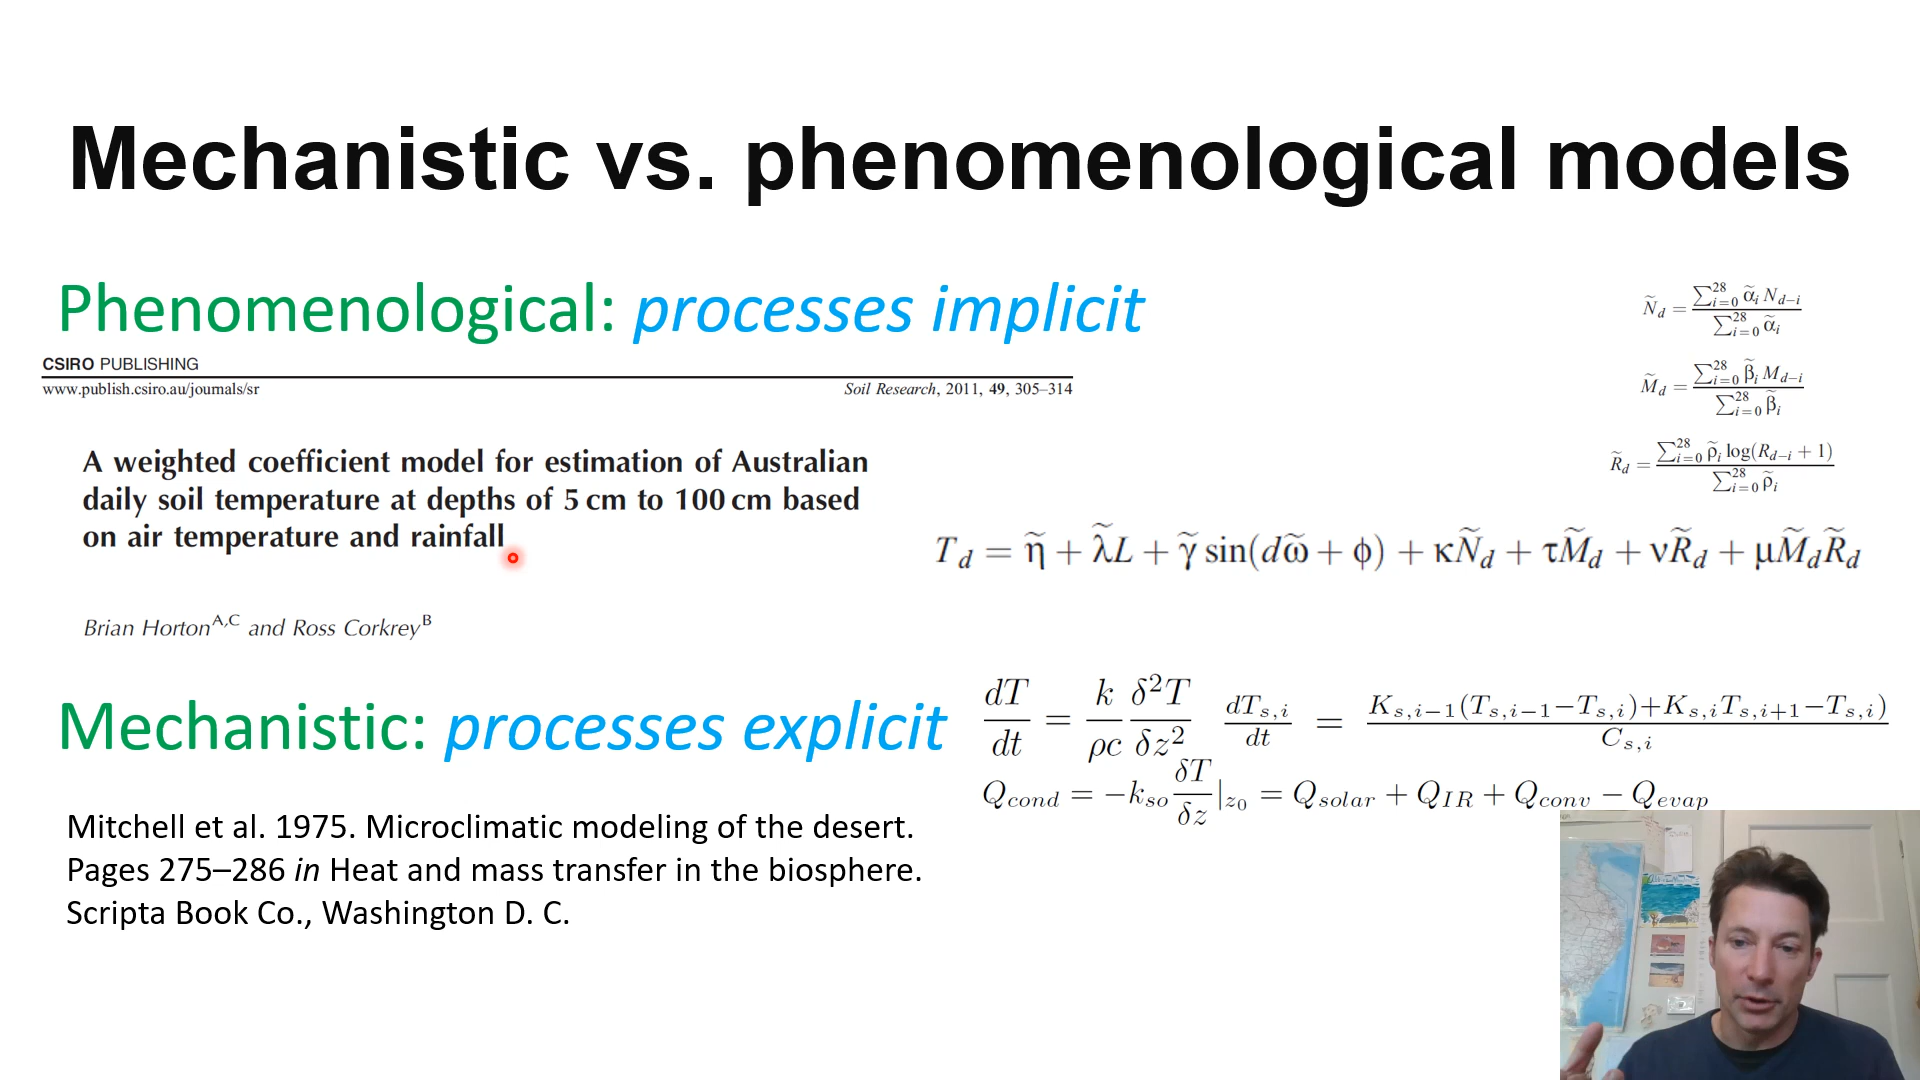 Mechanistic vs. phenomenological models
Phenomenological: processes implicit
CSIRO PUBLISHING
www.publish.csiro.au/journals/sr
Soil Research, 2011, 49, 305–314
A weighted coefficient model for estimation of Australian
daily soil temperature at depths of 5 cm to 100 cm based
on air temperature and rainfall
Brian Horton^A,C and Ross Corkrey^B
Ñ_d = ∑_{i=0}^{28} α̃_i N_{d−i} / ∑_{i=0}^{28} α̃_i
M̃_d = ∑_{i=0}^{28} β̃_i M_{d−i} / ∑_{i=0}^{28} β̃_i
R̃_d = ∑_{i=0}^{28} ρ̃_i log(R_{d−i} + 1) / ∑_{i=0}^{28} ρ̃_i
T_d = η̃ + λ̃L + γ̃ sin(dω̃ + ϕ) + κÑ_d + τM̃_d + νR̃_d + μM̃_dR̃_d
Mechanistic: processes explicit
dT/dt = k/ρc δ²T/δz²
dT_{s,i}/dt = K_{s,i−1}(T_{s,i−1}−T_{s,i})+K_{s,i}T_{s,i+1}−T_{s,i}) / C_{s,i}
Q_cond = −k_so δT/δz |_{z_0} = Q_solar + Q_IR + Q_conv − Q_evap
Mitchell et al. 1975. Microclimatic modeling of the desert.
Pages 275–286 in Heat and mass transfer in the biosphere.
Scripta Book Co., Washington D. C.